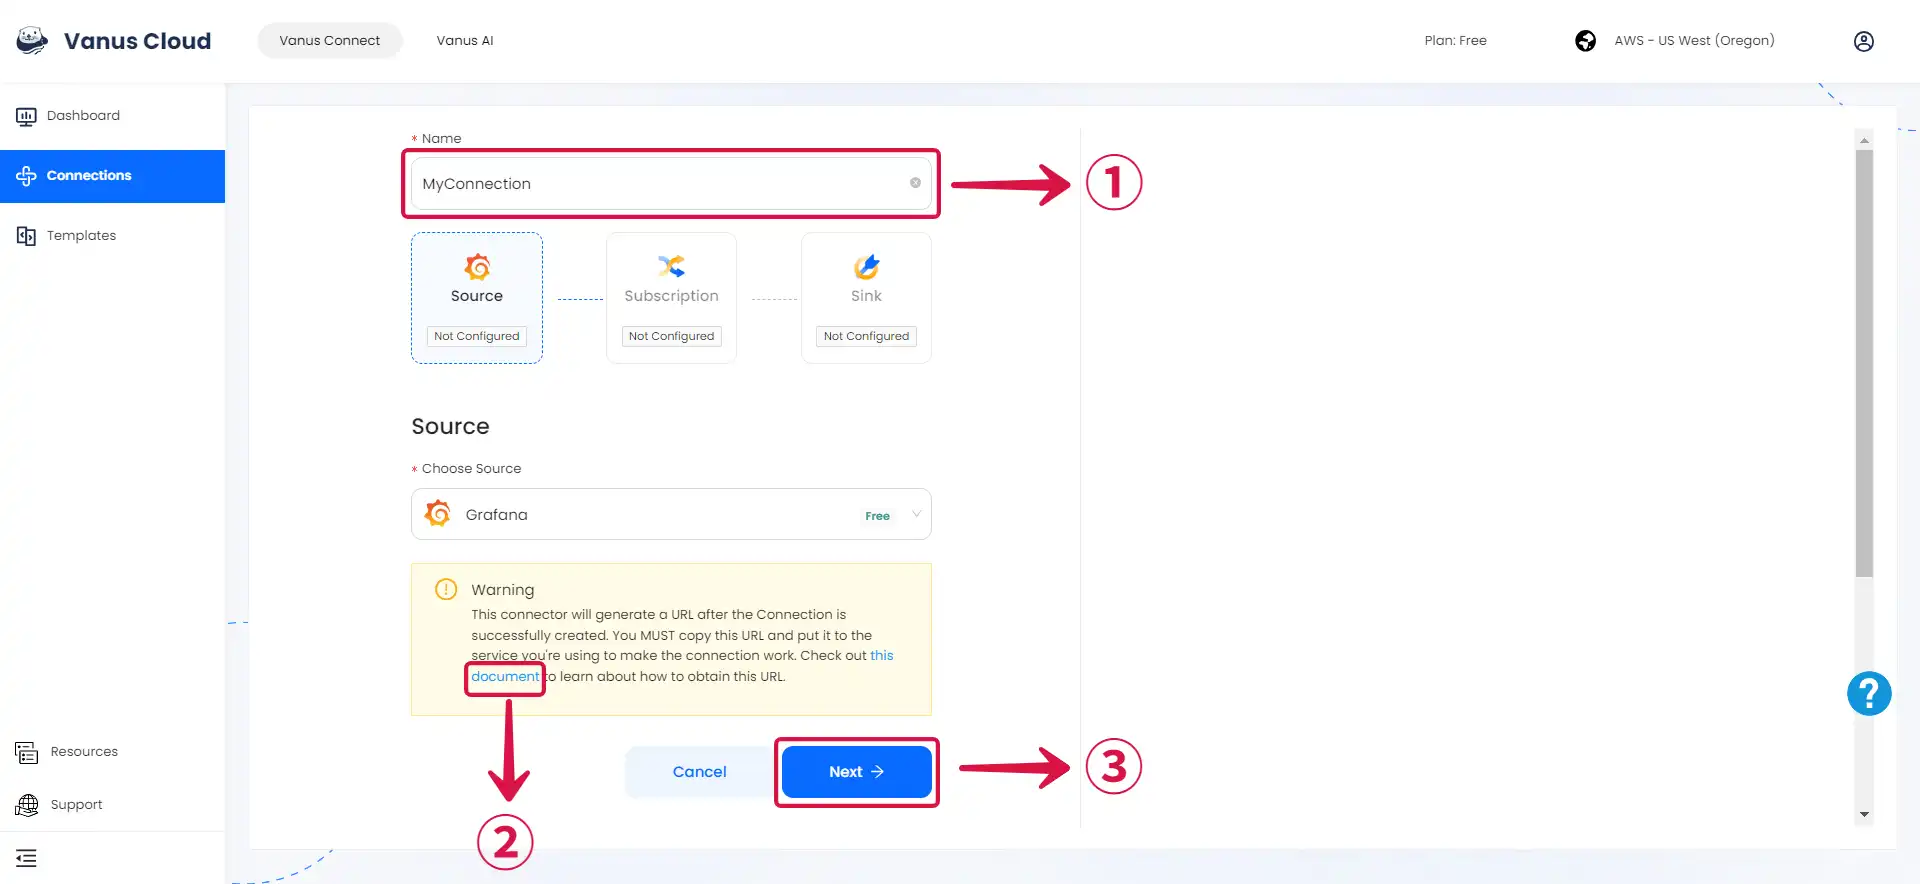 Vanus Cloud
Vanus Connect
Vanus AI
Plan: Free
AWS - US West (Oregon)
Dashboard
Connections
Templates
Resources
Support
* Name
MyConnection
1
Source
Not Configured
Subscription
Not Configured
Sink
Not Configured
Source
* Choose Source
Grafana
Free
Warning
This connector will generate a URL after the Connection is
successfully created. You MUST copy this URL and put it to the
service you're using to make the connection work. Check out this
document to learn about how to obtain this URL.
Cancel
Next
3
2
?